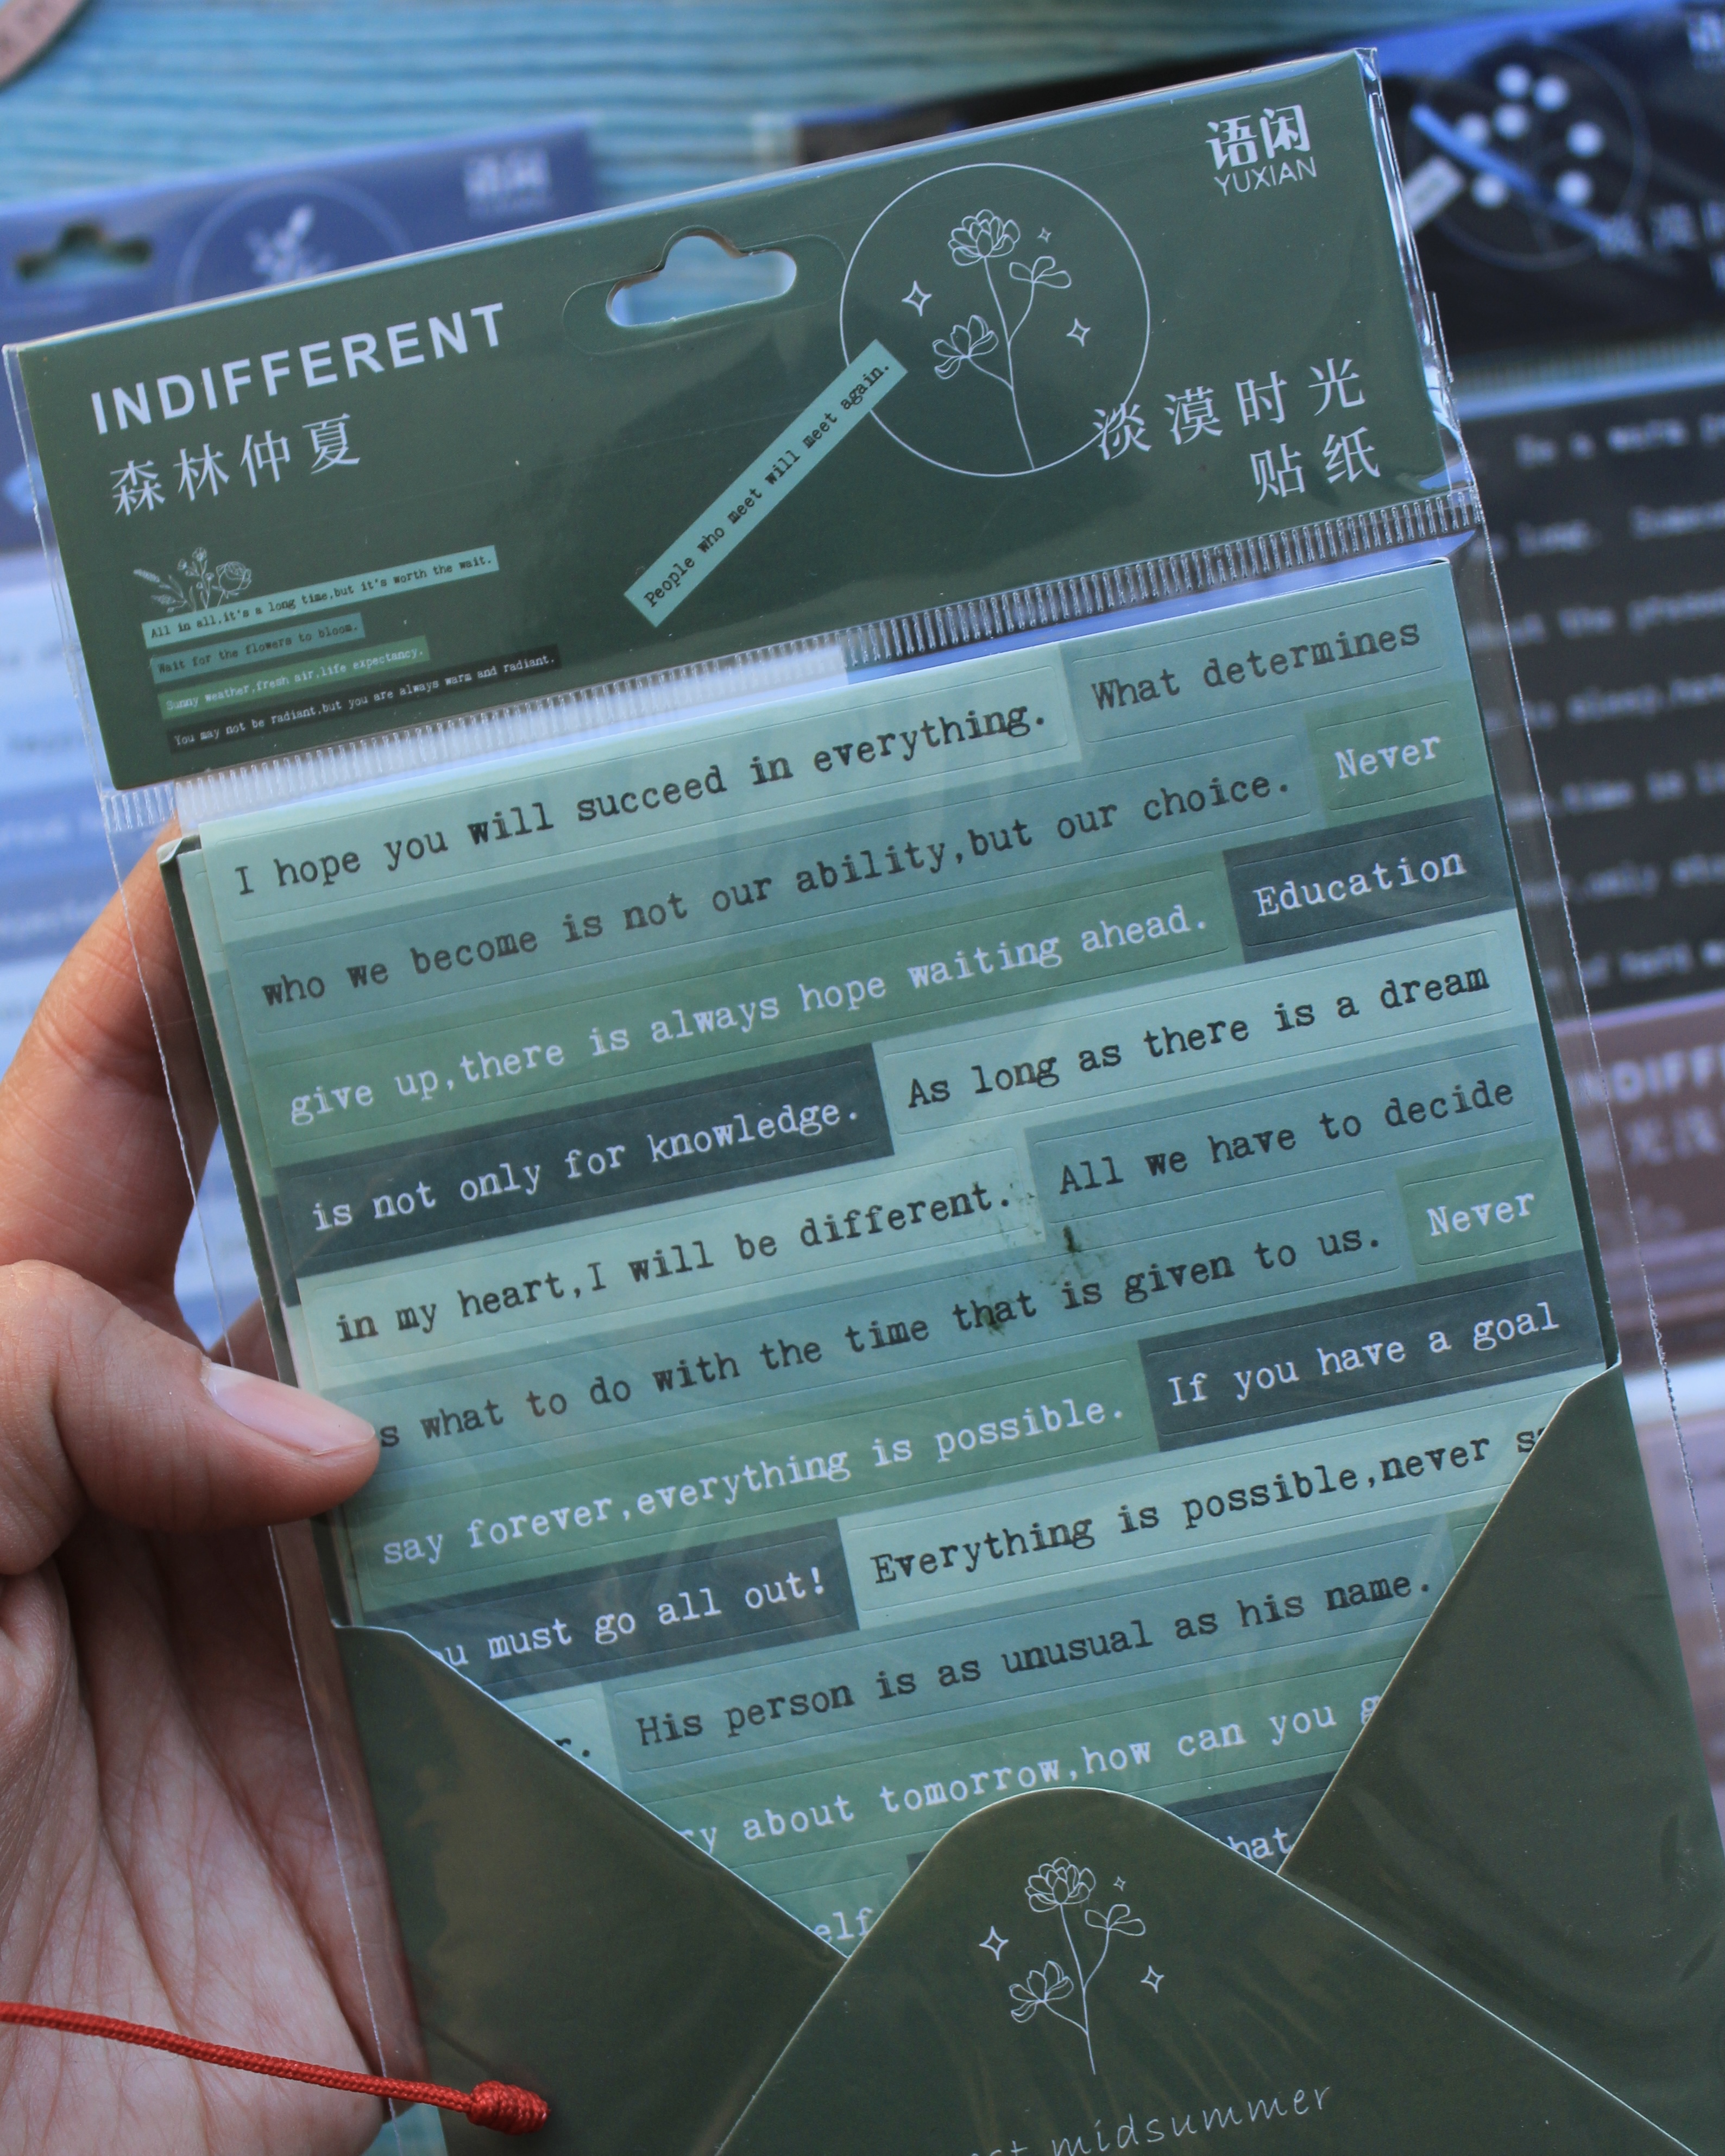 语闲
YUXIAN
INDIFFERENT
森林仲夏
People who meet will meet again.
淡漠时光
贴纸
All in all,it's a long time,but it's worth the wait.
Wait for the flowers to bloom.
Sunny weather,fresh air,life expectancy.
You may not be radiant,but you are always warm and radiant.
I hope you will succeed in everything. What determines
who we become is not our ability,but our choice. Never
give up,there is always hope waiting ahead. Education
is not only for knowledge. As long as there is a dream
in my heart,I will be different. All we have to decide
s what to do with the time that is given to us. Never
say forever,everything is possible. If you have a goal
must go all out! Everything is possible,never
His person is as unusual as his name.
about tomorrow,how can you
midsummer